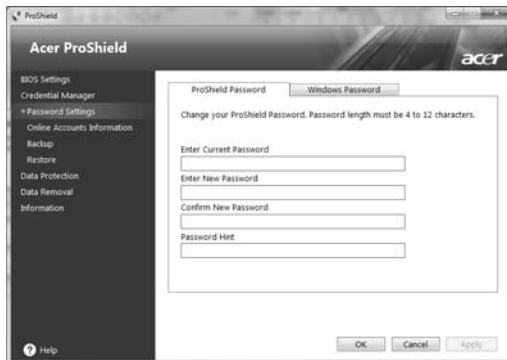 ProShield
Acer ProShield
acer
BIOS Settings
Credential Manager
Password Settings
Online Accounts Information
Backup
Restore
Data Protection
Data Removal
Information
Help
ProShield Password
Windows Password
Change your ProShield Password. Password length must be 4 to 12 characters.
Enter Current Password
Enter New Password
Confirm New Password
Password Hint
OK
Cancel
Apply